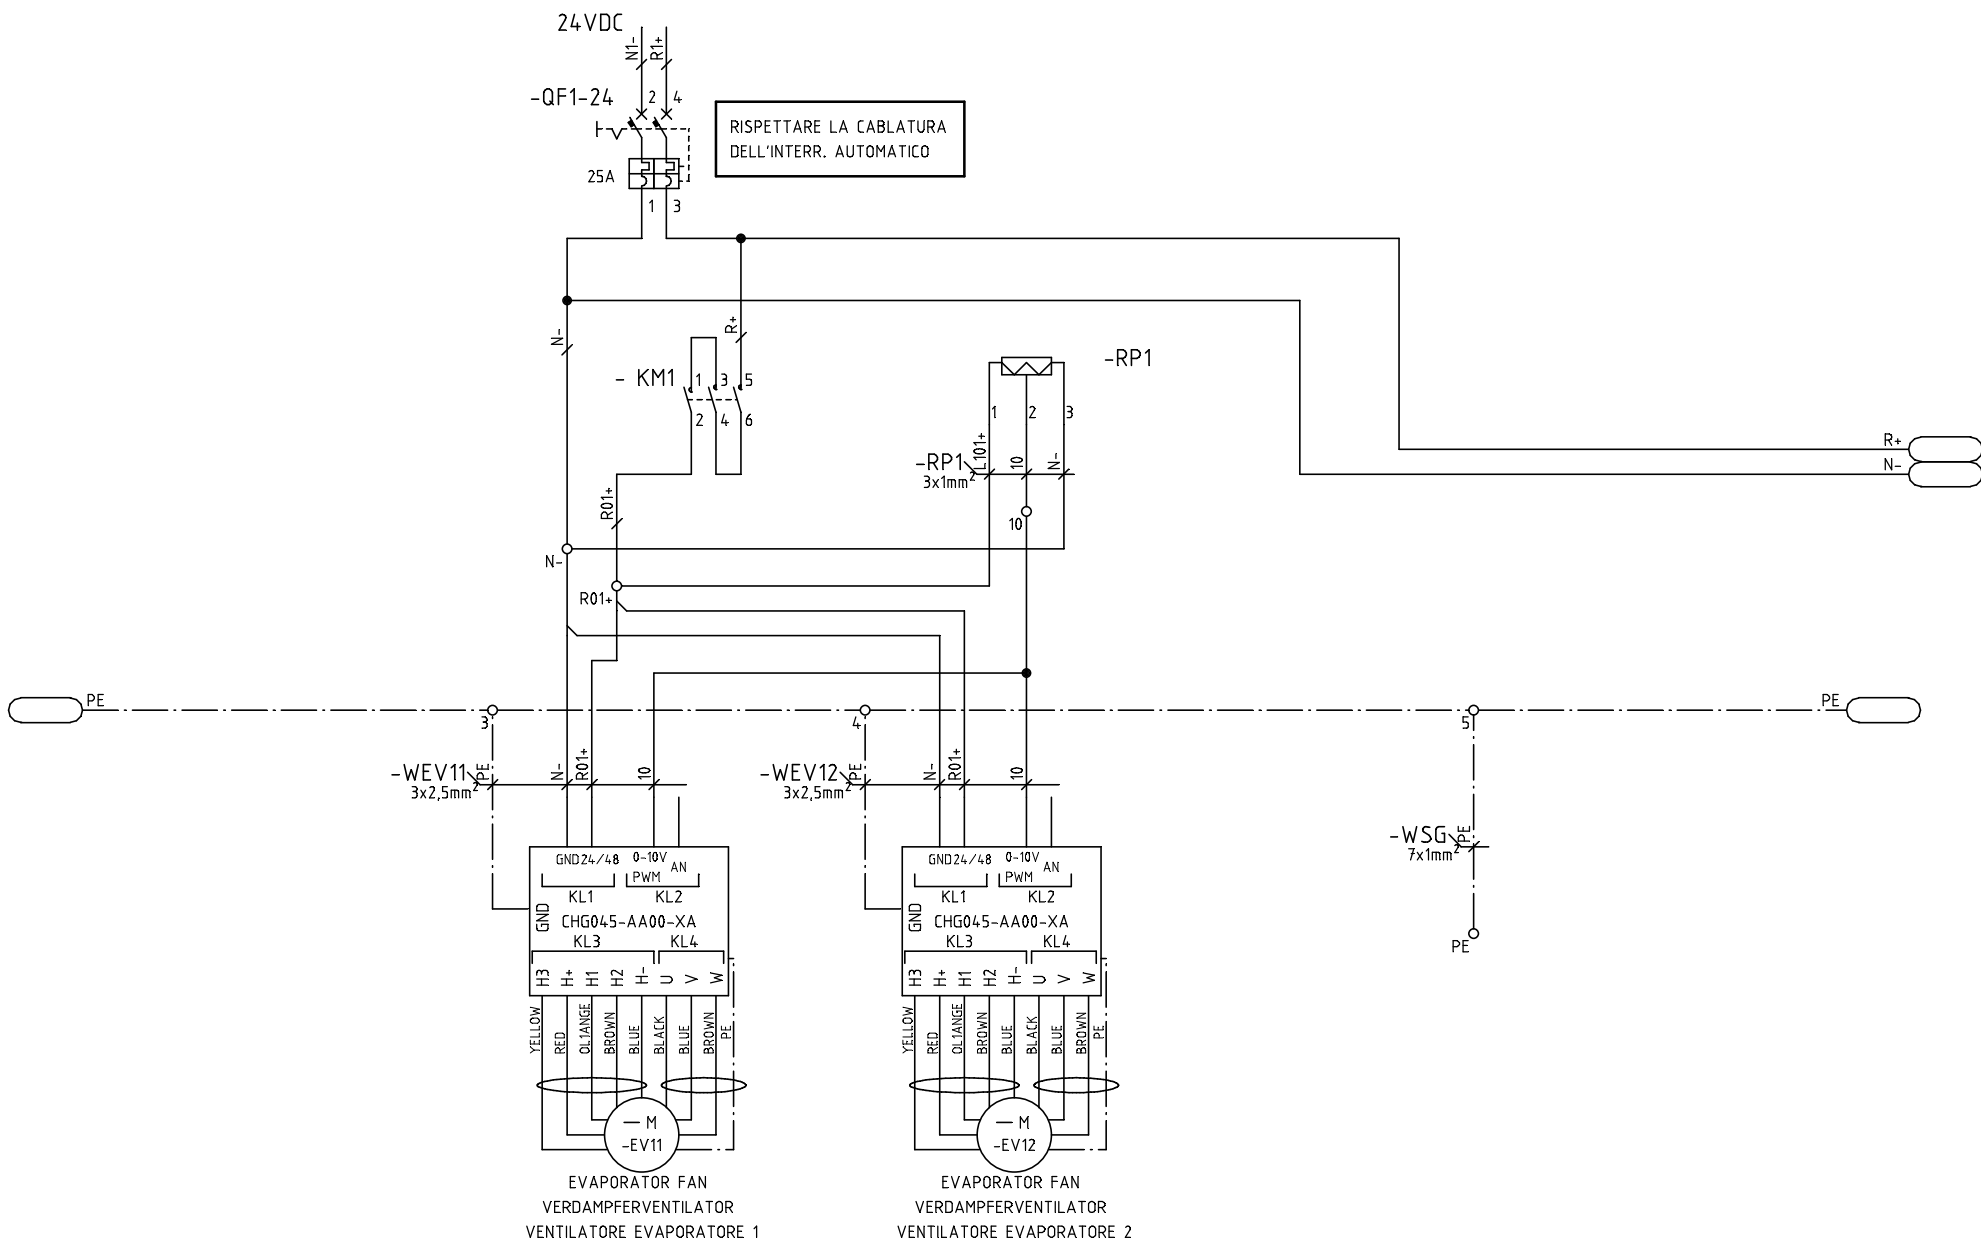 24VDC
N1-
R1+
-QF1-24
2
4
RISPETTARE LA CABLATURA
DELL'INTERR. AUTOMATICO
25A
1
3
N-
R+
- KM1
1
3
5
2
4
6
-RP1
1
2
3
L101+
10
N-
-RP1
3x1mm²
R+
N-
R01+
10
N-
R01+
PE
3
4
5
PE
-WEV11
3x2,5mm²
PE
N-
R01+
10
-WEV12
3x2,5mm²
PE
N-
R01+
10
-WSG
7x1mm²
PE
PE
GND 24/48
0-10V
PWM
AN
KL1
KL2
GND
CHG045-AA00-XA
KL3
KL4
H3
H+
H1
H2
H-
U
V
W
YELLOW
RED
OL1ANGE
BROWN
BLUE
BLACK
BLUE
BROWN
PE
M
-EV11
EVAPORATOR FAN
VERDAMPFERVENTILATOR
VENTILATORE EVAPORATORE 1
GND 24/48
0-10V
PWM
AN
KL1
KL2
GND
CHG045-AA00-XA
KL3
KL4
H3
H+
H1
H2
H-
U
V
W
YELLOW
RED
OL1ANGE
BROWN
BLUE
BLACK
BLUE
BROWN
PE
M
-EV12
EVAPORATOR FAN
VERDAMPFERVENTILATOR
VENTILATORE EVAPORATORE 2